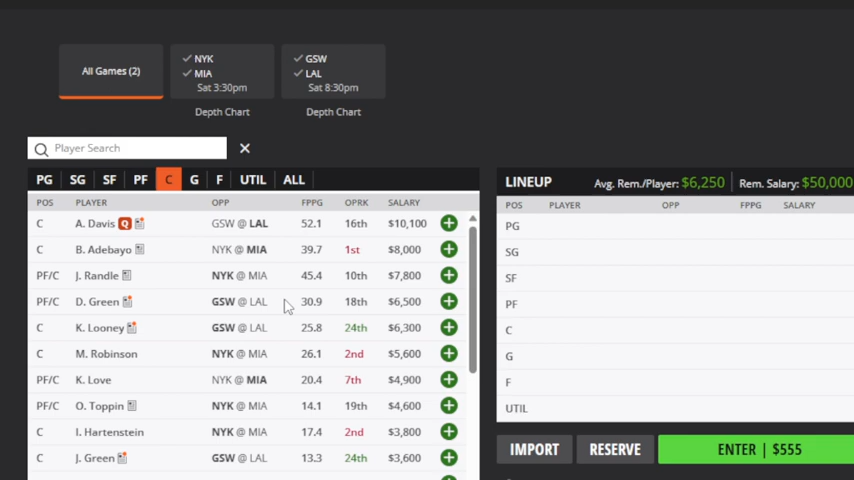 All Games (2)
NYK
MIA
Sat 3:30pm
Depth Chart
GSW
LAL
Sat 8:30pm
Depth Chart
Player Search
PG SG SF PF C G F UTIL ALL
POS PLAYER OPP FPPG OPRK SALARY
C A. Davis Q GSW @ LAL 52.1 16th $10,100
C B. Adebayo NYK @ MIA 39.7 1st $8,000
PF/C J. Randle NYK @ MIA 45.4 10th $7,800
PF/C D. Green GSW @ LAL 30.9 18th $6,500
C K. Looney GSW @ LAL 25.8 24th $6,300
C M. Robinson NYK @ MIA 26.1 2nd $5,600
PF/C K. Love NYK @ MIA 20.4 7th $4,900
PF/C O. Toppin NYK @ MIA 14.1 19th $4,600
C I. Hartenstein NYK @ MIA 17.4 2nd $3,800
C J. Green GSW @ LAL 13.3 24th $3,600
LINEUP Avg. Rem./Player: $6,250 Rem. Salary: $50,000
POS PLAYER OPP FPPG SALARY
PG
SG
SF
PF
C
G
F
UTIL
IMPORT RESERVE ENTER | $555